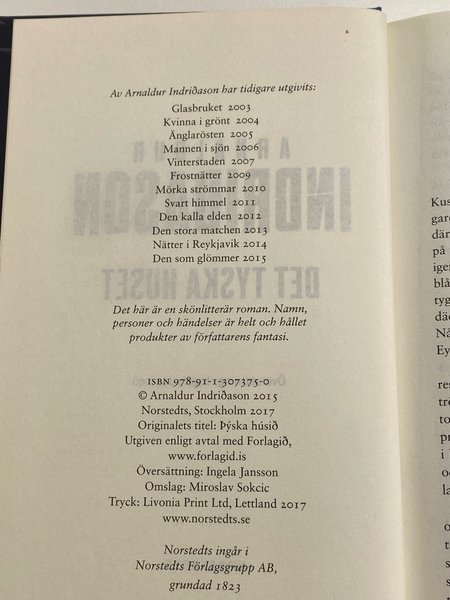 Av Arnaldur Indriðason har tidigare utgivits:
Glasbruket 2003
Kvinna i grönt 2004
Änglarösten 2005
Mannen i sjön 2006
Vinterstaden 2007
Frostnätter 2009
Mörka strömmar 2010
Svart himmel 2011
Den kalla elden 2012
Den stora matchen 2013
Nätter i Reykjavik 2014
Den som glömmer 2015
DET TYSKA HUSET
Det här är en skönlitterär roman. Namn,
personer och händelser är helt och hållet
produkter av författarens fantasi.
ISBN 978-91-1-307375-0
© Arnaldur Indriðason 2015
Norstedts, Stockholm 2017
Originalets titel: Þýska húsið
Utgiven enligt avtal med Forlagið,
www.forlagid.is
Översättning: Ingela Jansson
Omslag: Miroslav Sokcic
Tryck: Livonia Print Ltd, Lettland 2017
www.norstedts.se
Norstedts ingår i
Norstedts Förlagsgrupp AB,
grundad 1823